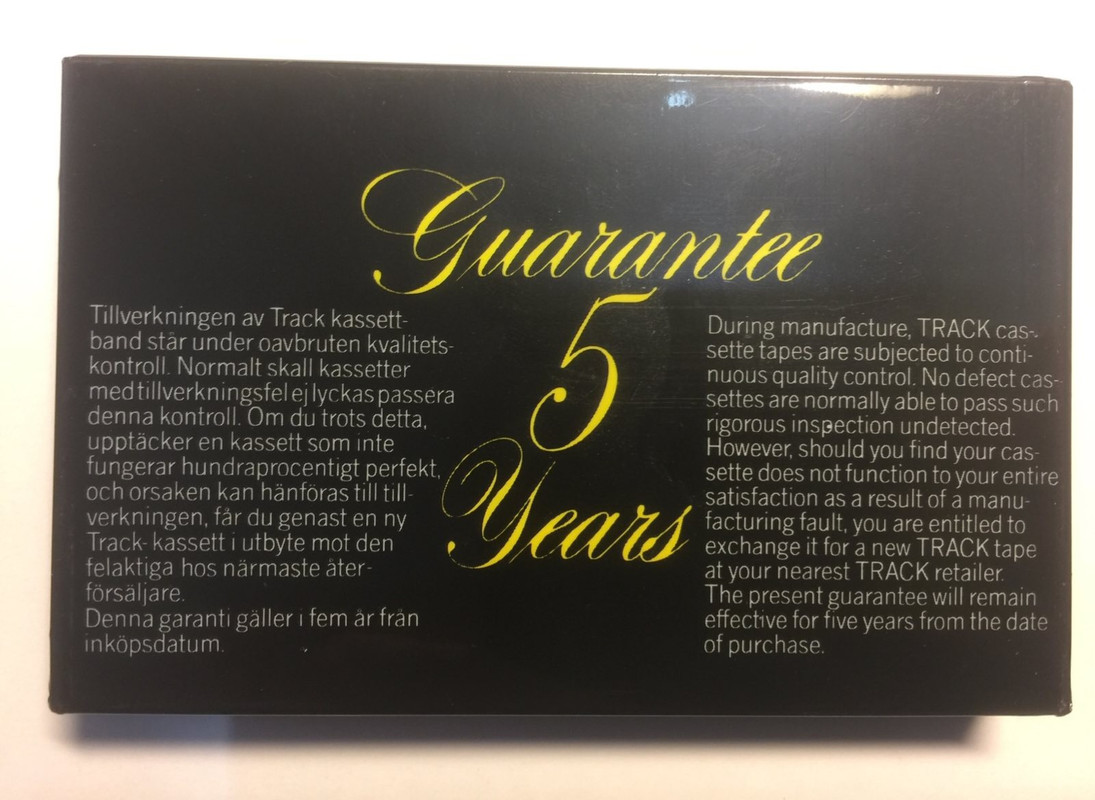 Guarantee
5
Years
Tillverkningen av Track kassett-
band står under oavbruten kvalitets-
kontroll. Normalt skall kassetter
med tillverkningsfel ej lyckas passera
denna kontroll. Om du trots detta,
upptäcker en kassett som inte
fungerar hundraprocentigt perfekt,
och orsaken kan hänföras till till-
verkningen, får du genast en ny
Track-kassett i utbyte mot den
felaktiga hos närmaste åter-
försäljare.
Denna garanti gäller i fem år från
inköpsdatum.
During manufacture, TRACK cas-
sette tapes are subjected to conti-
nuous quality control. No defect cas-
settes are normally able to pass such
rigorous inspection undetected.
However, should you find your cas-
sette does not function to your entire
satisfaction as a result of a manu-
facturing fault, you are entitled to
exchange it for a new TRACK tape
at your nearest TRACK retailer.
The present guarantee will remain
effective for five years from the date
of purchase.